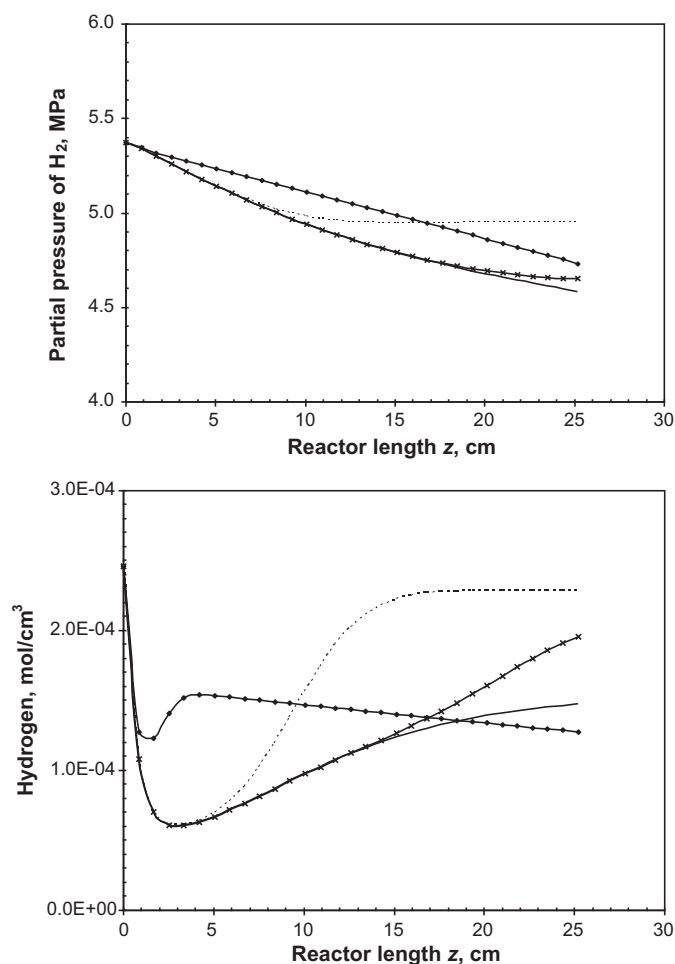 6.0
5.5
5.0
4.5
4.0
0 5 10 15 20 25 30
Partial pressure of H2, MPa
Reactor length z, cm
3.0E-04
2.0E-04
1.0E-04
0.0E+00
0 5 10 15 20 25 30
Hydrogen, mol/cm3
Reactor length z, cm